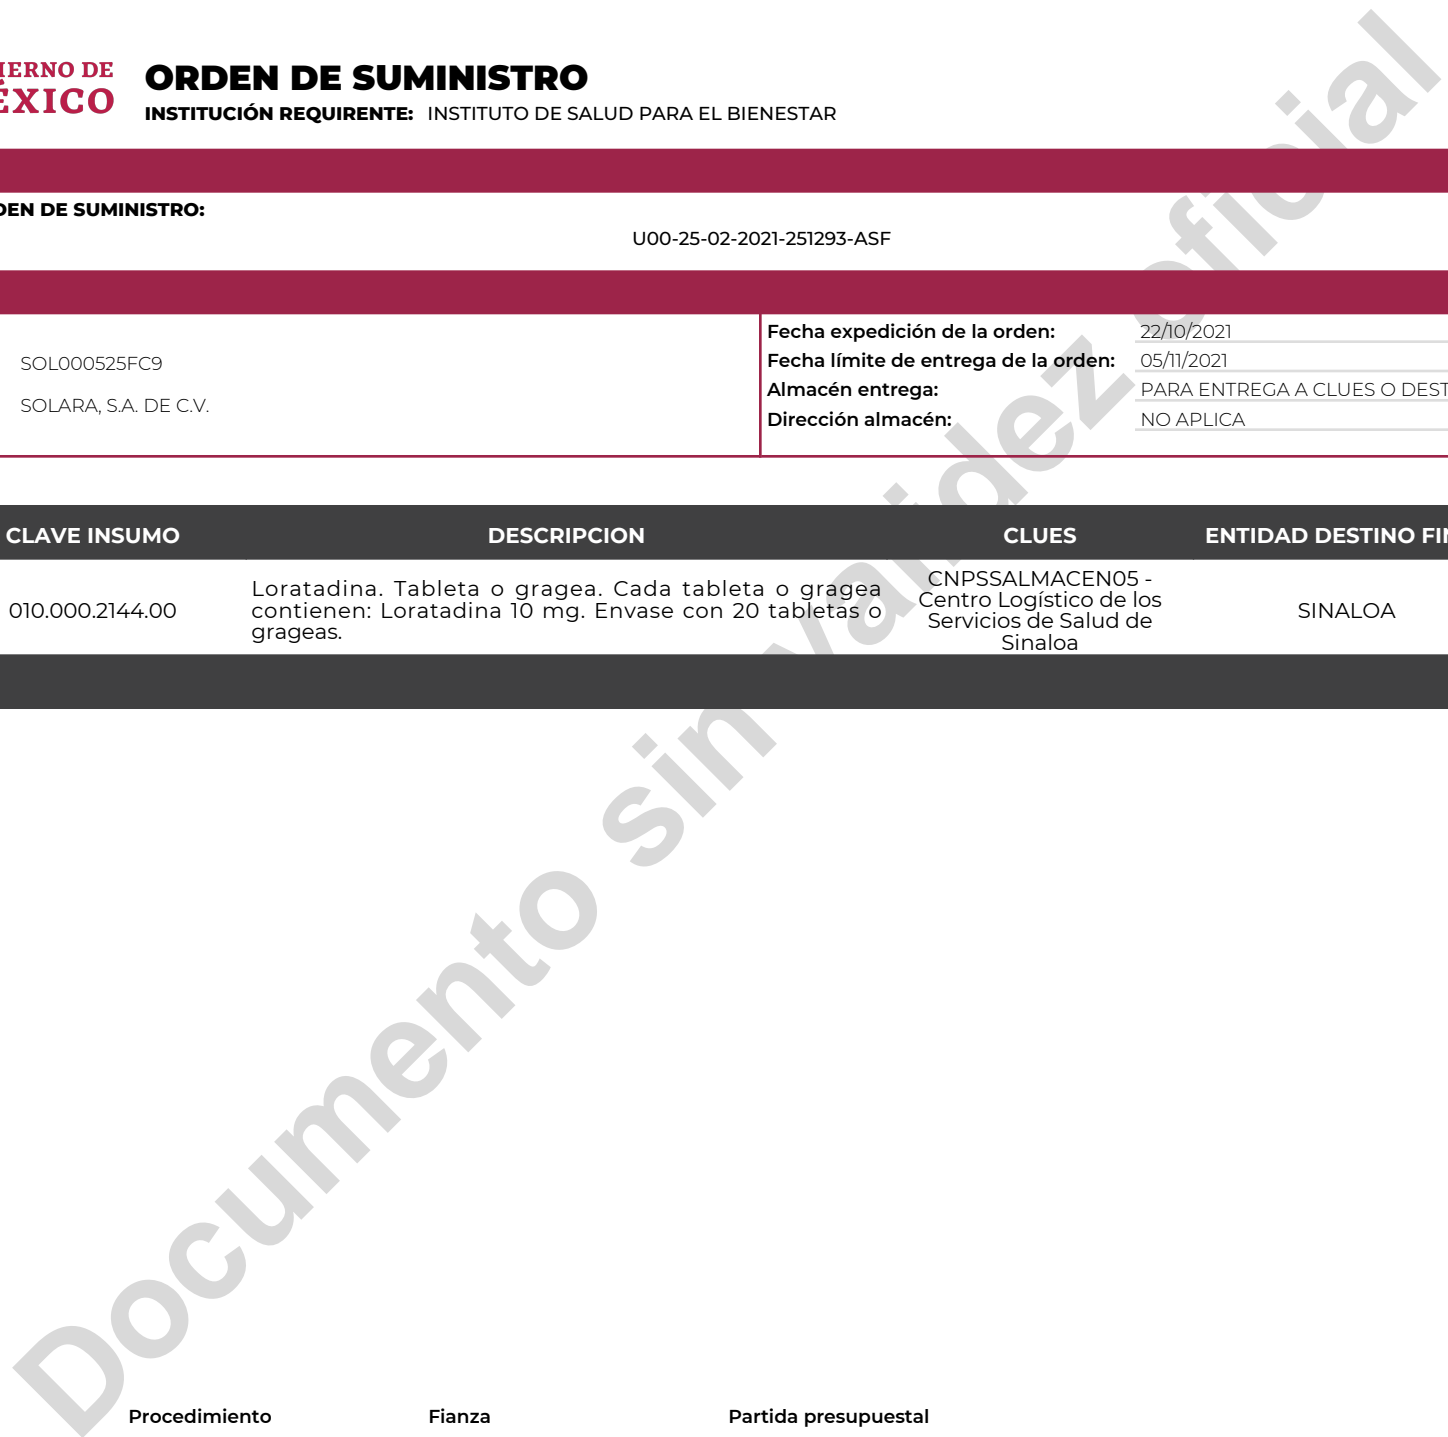 IERNO DE
ÉXICO
ORDEN DE SUMINISTRO
INSTITUCIÓN REQUIRENTE: INSTITUTO DE SALUD PARA EL BIENESTAR
DEN DE SUMINISTRO:
U00-25-02-2021-251293-ASF
SOL000525FC9
SOLARA, S.A. DE C.V.
Fecha expedición de la orden: 22/10/2021
Fecha límite de entrega de la orden: 05/11/2021
Almacén entrega: PARA ENTREGA A CLUES O DEST
Dirección almacén: NO APLICA
CLAVE INSUMO DESCRIPCION CLUES ENTIDAD DESTINO FIN
010.000.2144.00
Loratadina. Tableta o gragea. Cada tableta o gragea
contienen: Loratadina 10 mg. Envase con 20 tabletas o
grageas.
CNPSSALMACEN05 -
Centro Logístico de los
Servicios de Salud de
Sinaloa
SINALOA
Documento sin validez oficial
Procedimiento Fianza Partida presupuestal